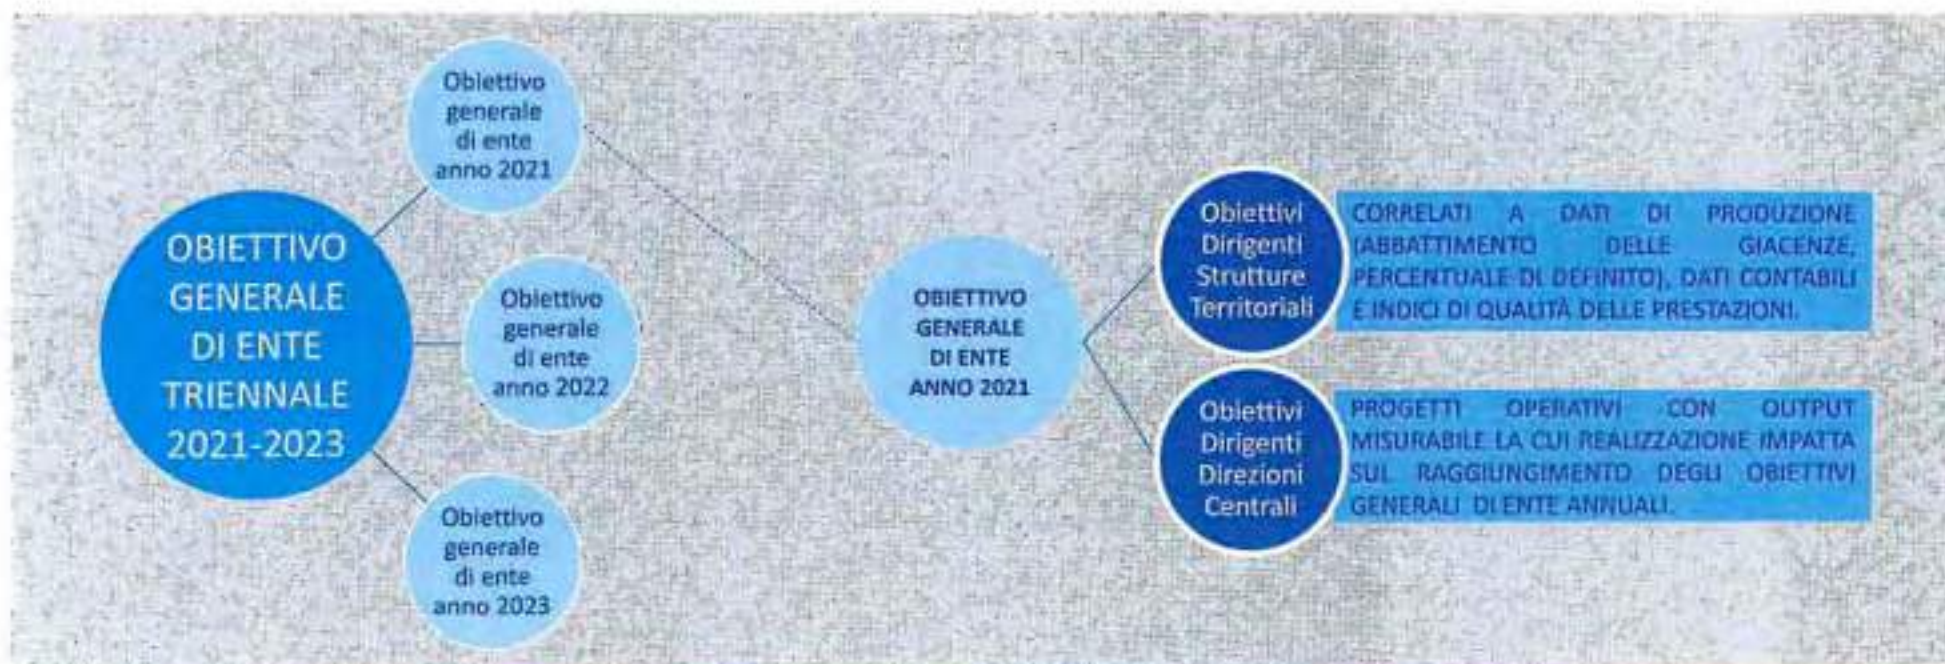 Obiettivo
generale
di ente
anno 2021
OBIETTIVO
GENERALE
DI ENTE
TRIENNALE
2021-2023
Obiettivo
generale
di ente
anno 2022
Obiettivo
generale
di ente
anno 2023
OBIETTIVO
GENERALE
DI ENTE
ANNO 2021
Obiettivi
Dirigenti
Strutture
Territoriali
CORRELATI A DATI DI PRODUZIONE
(ABBATTIMENTO DELLE GIACENZE,
PERCENTUALE DI DEFINITO), DATI CONTABILI
E INDICI DI QUALITÀ DELLE PRESTAZIONI.
Obiettivi
Dirigenti
Direzioni
Centrali
PROGETTI OPERATIVI CON OUTPUT
MISURABILE LA CUI REALIZZAZIONE IMPATTA
SUL RAGGIUNGIMENTO DEGLI OBIETTIVI
GENERALI DI ENTE ANNUALI.